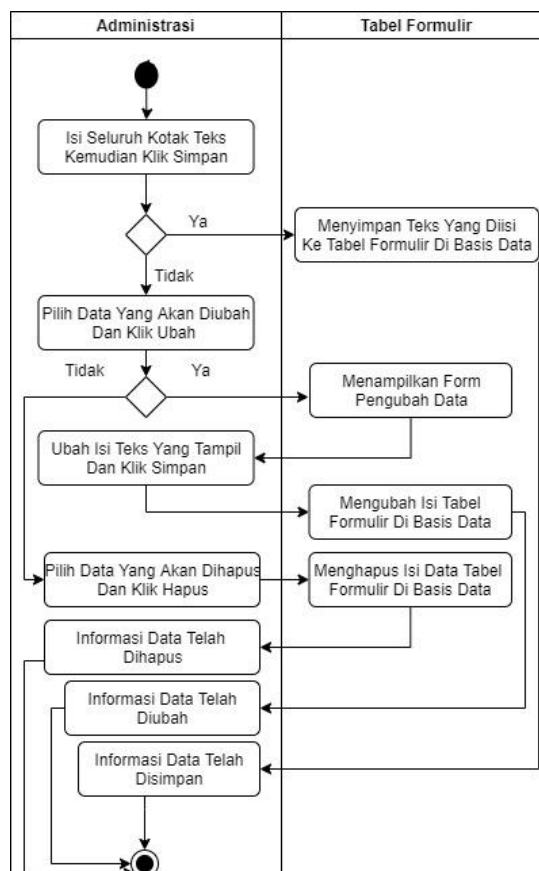 Administrasi
Tabel Formulir
Isi Seluruh Kotak Teks
Kemudian Klik Simpan
Ya
Menyimpan Teks Yang Diisi
Ke Tabel Formulir Di Basis Data
Tidak
Pilih Data Yang Akan Diubah
Dan Klik Ubah
Tidak
Ya
Menampilkan Form
Pengubah Data
Ubah Isi Teks Yang Tampil
Dan Klik Simpan
Mengubah Isi Tabel
Formulir Di Basis Data
Pilih Data Yang Akan Dihapus
Dan Klik Hapus
Menghapus Isi Data Tabel
Formulir Di Basis Data
Informasi Data Telah
Dihapus
Informasi Data Telah
Diubah
Informasi Data Telah
Disimpan